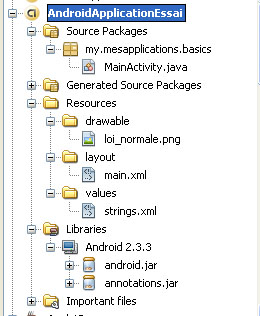 AndroidApplicationEssai
Source Packages
my.mesapplications.basics
MainActivity.java
Generated Source Packages
Resources
drawable
loi_normale.png
layout
main.xml
values
strings.xml
Libraries
Android 2.3.3
android.jar
annotations.jar
Important files